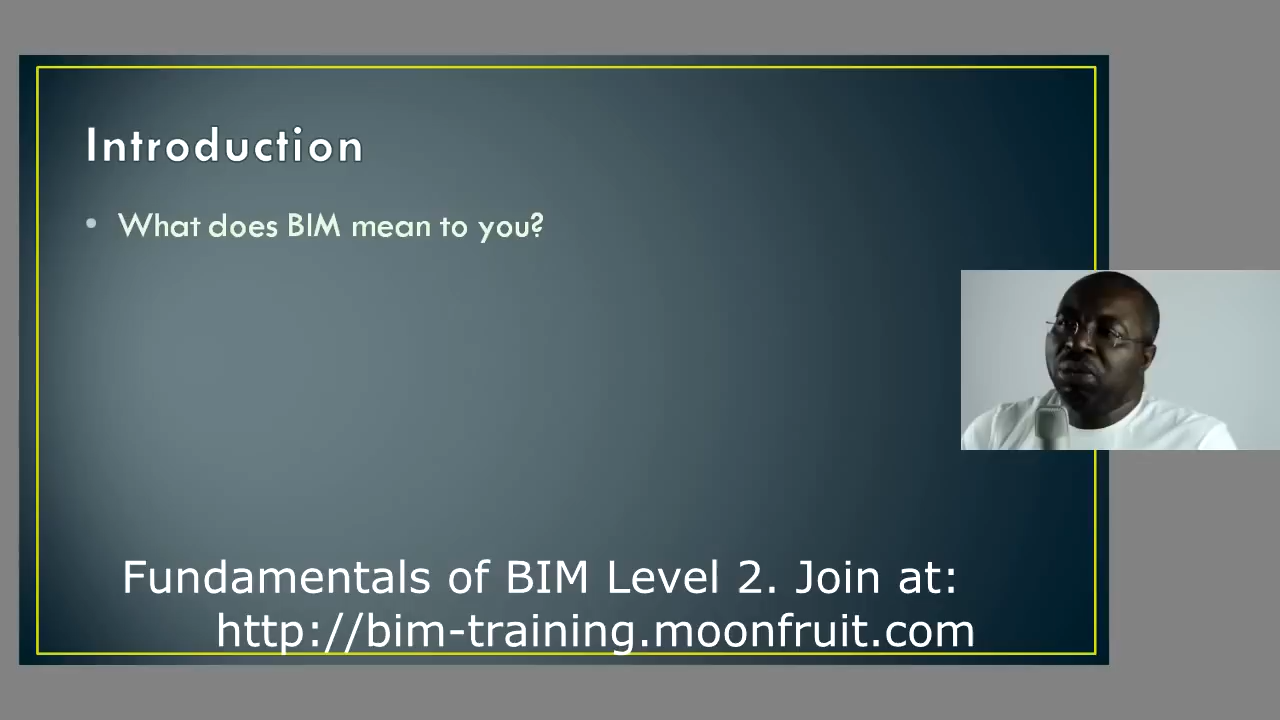 Introduction
• What does BIM mean to you?
Fundamentals of BIM Level 2. Join at:
http://bim-training.moonfruit.com